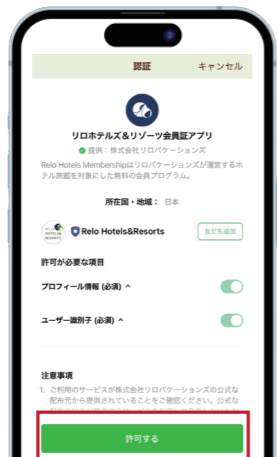 認証
キャンセル
リロホテルズ&リゾーツ会員証アプリ
提供：株式会社リロバケーションズ
Relo Hotels Membershipはリロバケーションズが運営するホ
テル旅館を対象にした無料の会員プログラム。
所在国・地域： 日本
Relo Hotels&Resorts
友だち追加
許可が必要な項目
プロフィール情報 (必須)
ユーザー識別子 (必須)
注意事項
1. ご利用のサービスが株式会社リロバケーションズの公式な
配布元から提供されていることをご確認ください。公式な
許可する